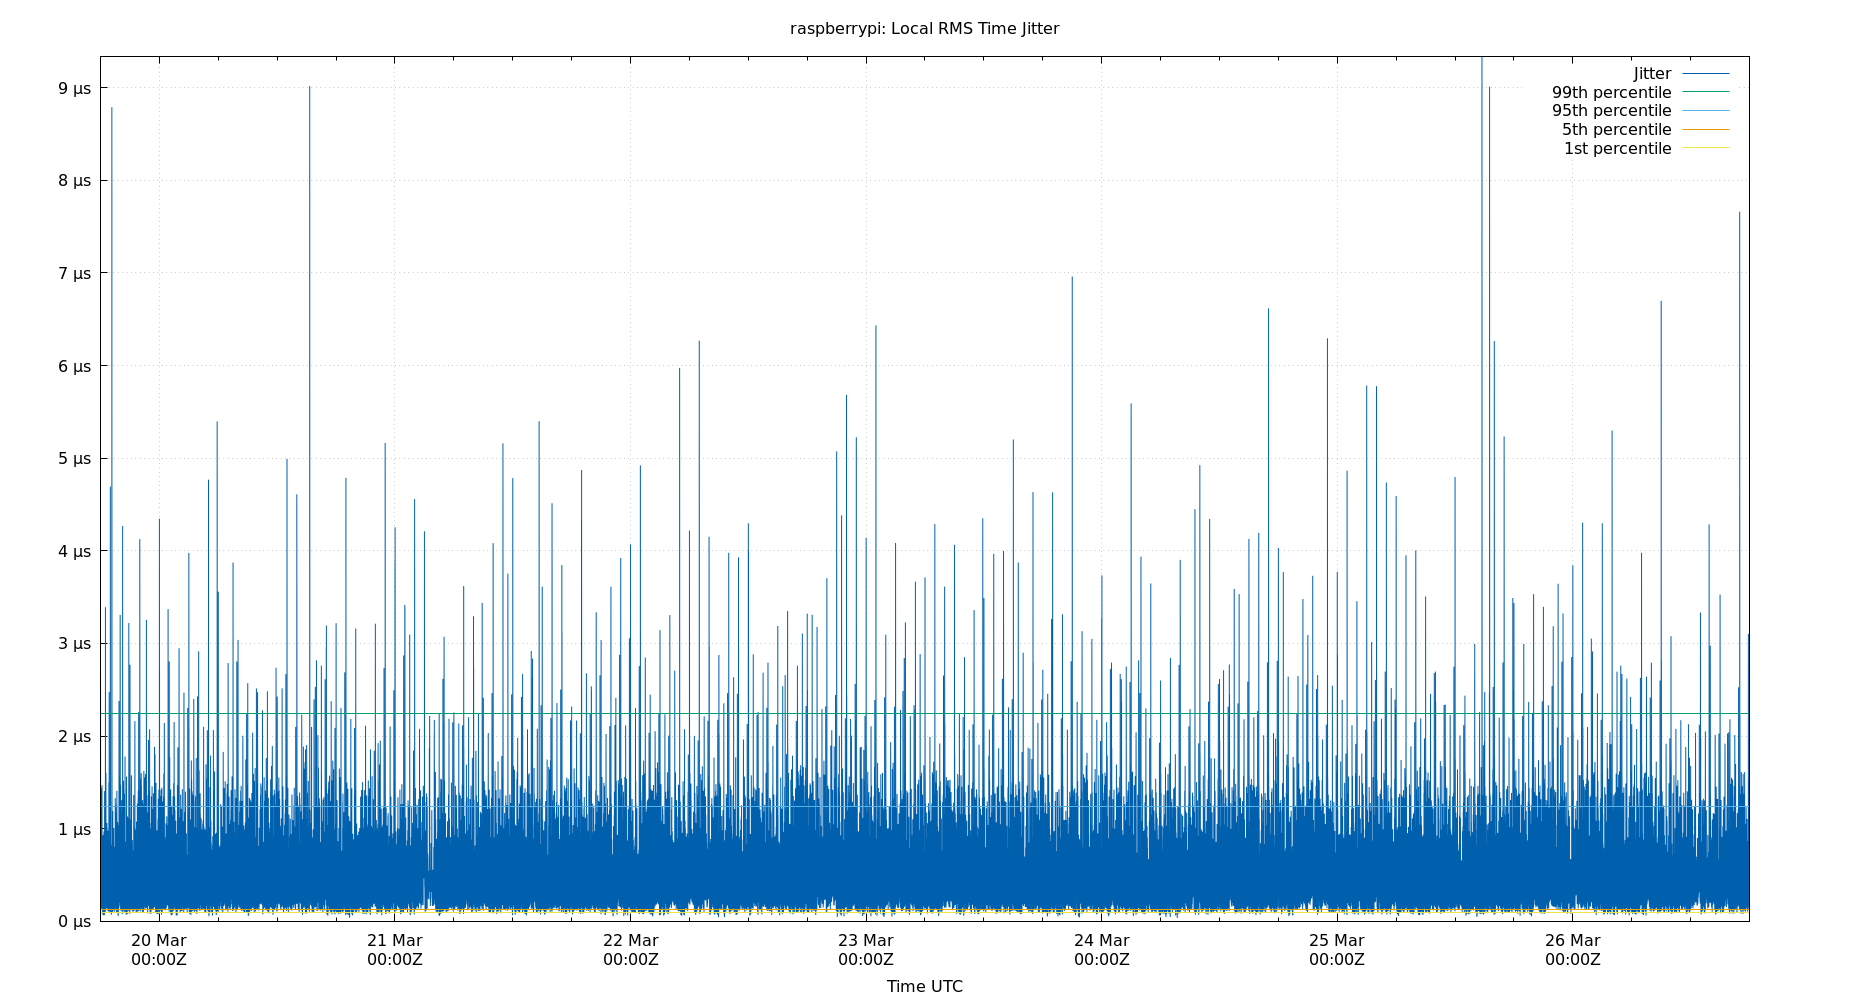 raspberrypi: Local RMS Time Jitter
Jitter
99th percentile
95th percentile
5th percentile
1st percentile
9 µs
8 µs
7 µs
6 µs
5 µs
4 µs
3 µs
2 µs
1 µs
0 µs
20 Mar 21 Mar 22 Mar 23 Mar 24 Mar 25 Mar 26 Mar
00:00Z 00:00Z 00:00Z 00:00Z 00:00Z 00:00Z 00:00Z
Time UTC